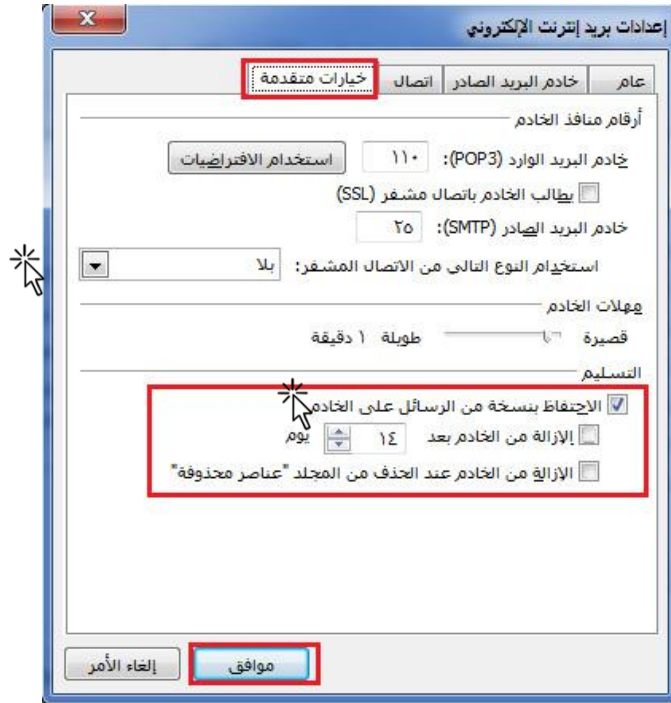 إعدادات بريد إنترنت الإلكتروني
عام خادم البريد الصادر اتصال خيارات متقدمة
أرقام منافذ الخادم
خادم البريد الوارد (POP3): ١١٠ استخدام الافتراضيات
يطالب الخادم باتصال مشفر (SSL)
خادم البريد الصادر (SMTP): ٢٥
استخدام النوع التالي من الاتصال المشفر: بلا
مهلات الخادم
قصيرة طويلة ١ دقيقة
التسليم
الاحتفاظ بنسخة من الرسائل على الخادم
الإزالة من الخادم بعد ١٤ يوم
الإزالة من الخادم عند الحذف من المجلد "عناصر محذوفة"
موافق إلغاء الأمر